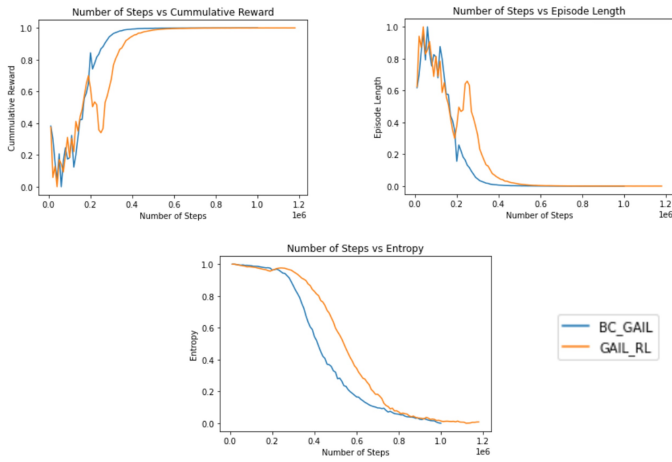 Number of Steps vs Cummulative Reward
Cummulative Reward
1.0
0.8
0.6
0.4
0.2
0.0
0.0 0.2 0.4 0.6 0.8 1.0 1.2
1e6
Number of Steps
Number of Steps vs Episode Length
Episode Length
1.0
0.8
0.6
0.4
0.2
0.0
0.0 0.2 0.4 0.6 0.8 1.0 1.2
1e6
Number of Steps
Number of Steps vs Entropy
Entropy
1.0
0.8
0.6
0.4
0.2
0.0
0.0 0.2 0.4 0.6 0.8 1.0 1.2
1e6
Number of Steps
BC_GAIL
GAIL_RL